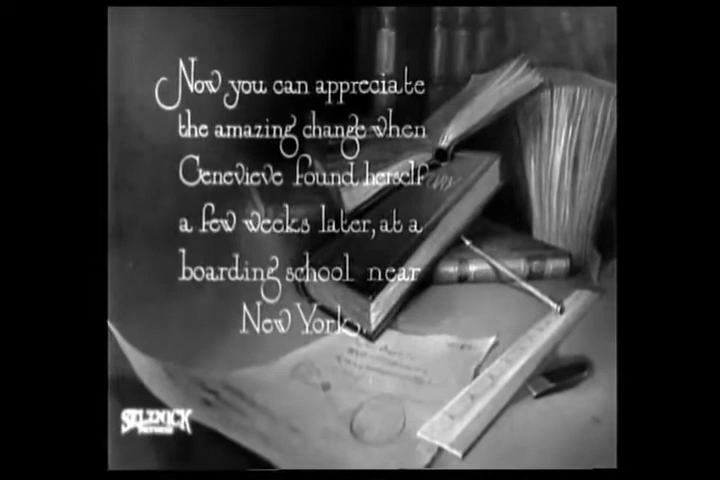 Now you can appreciate
the amazing change when
Genevieve found herself
a few weeks later, at a
boarding school near
New York.
SELZNICK
PICTURES